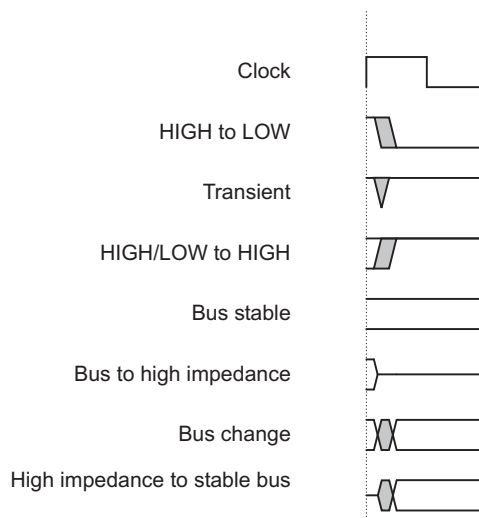 Clock
HIGH to LOW
Transient
HIGH/LOW to HIGH
Bus stable
Bus to high impedance
Bus change
High impedance to stable bus